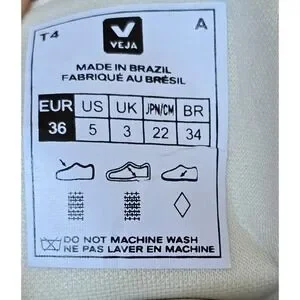 T4
A
VEJA
MADE IN BRAZIL
FABRIQUÉ AU BRÉSIL
EUR US UK JPN/CM BR
36 5 3 22 34
DO NOT MACHINE WASH
NE PAS LAVER EN MACHINE